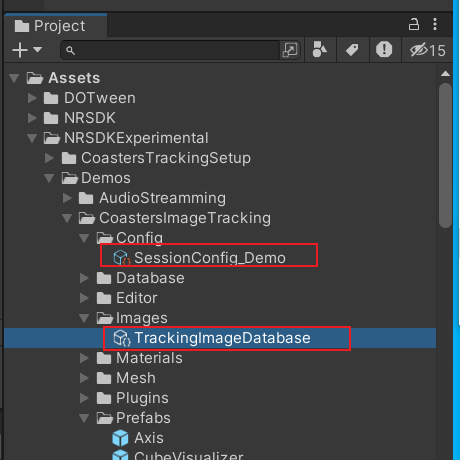 Project
15
Assets
DOTween
NRSDK
NRSDKExperimental
CoastersTrackingSetup
Demos
AudioStreamming
CoastersImageTracking
Config
SessionConfig_Demo
Database
Editor
Images
TrackingImageDatabase
Materials
Mesh
Plugins
Prefabs
Axis
CubeVisualizer